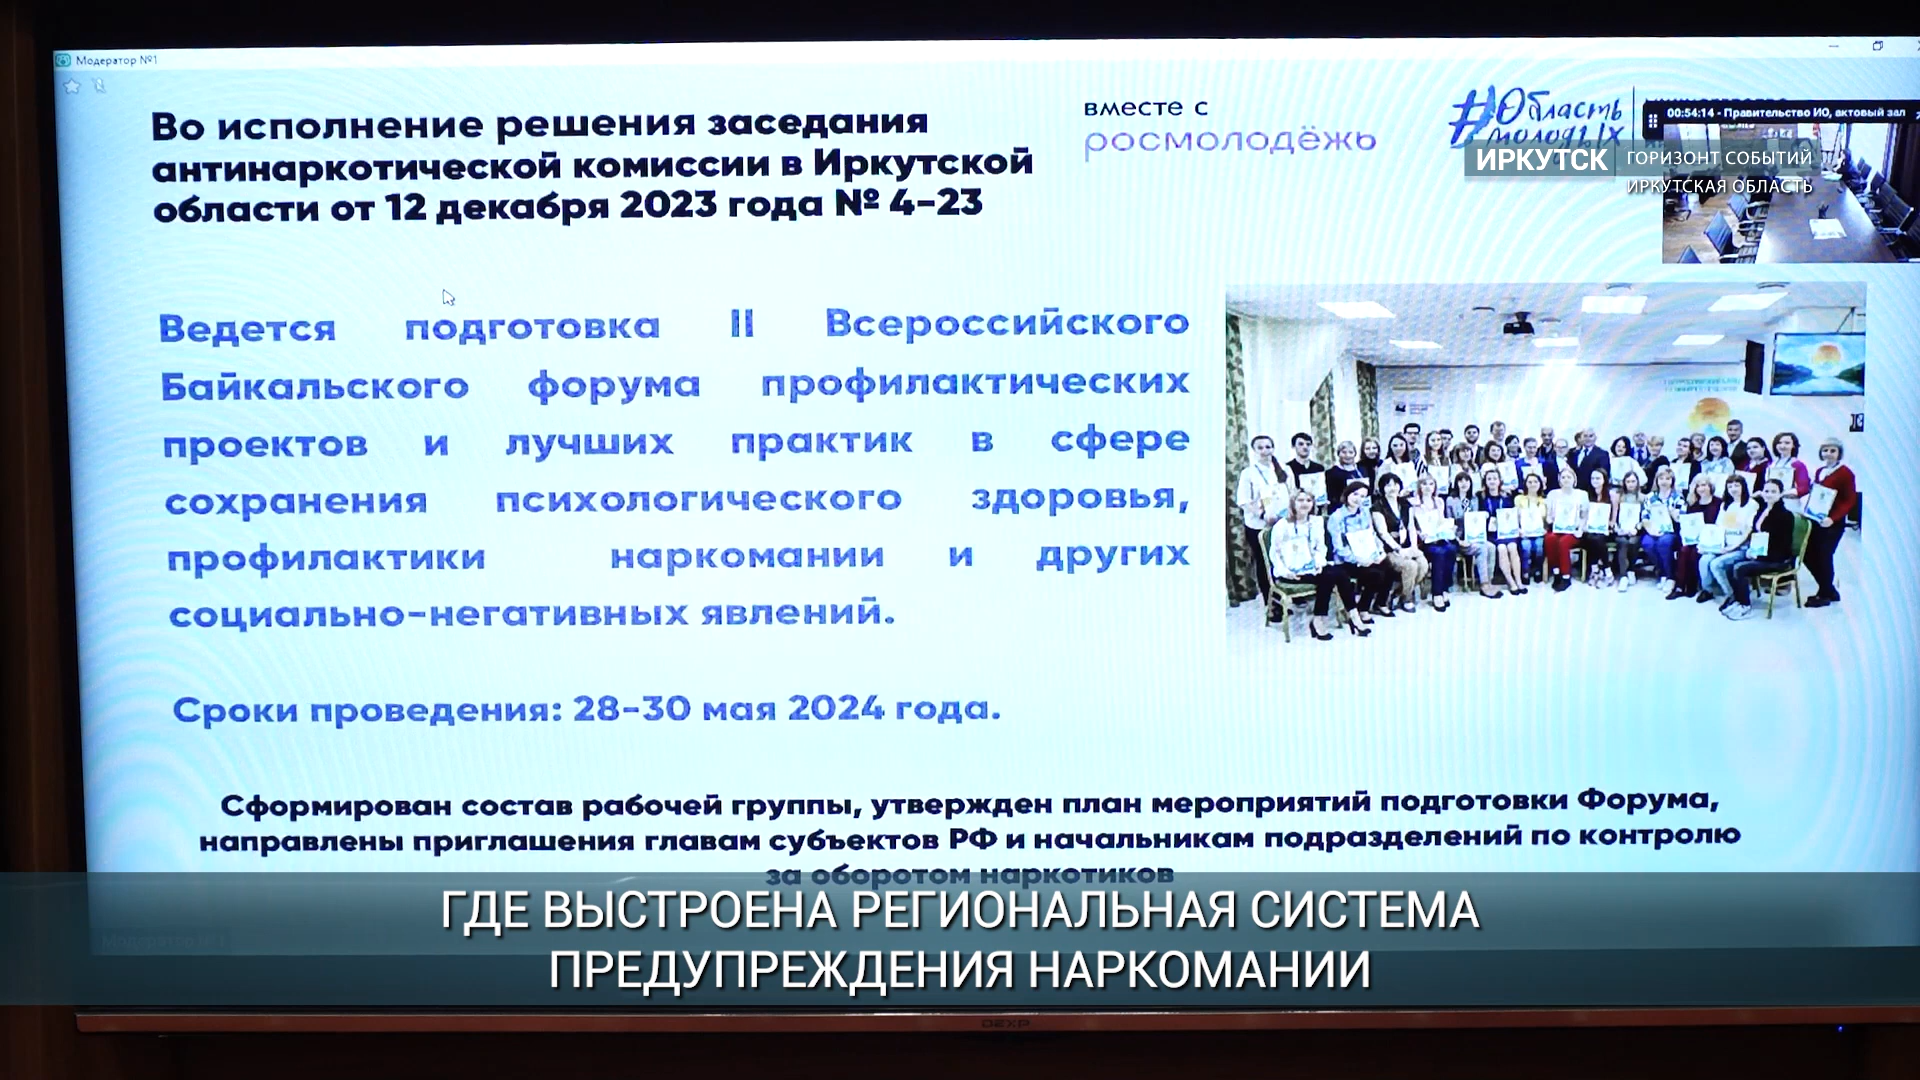 Модератор №1
Во исполнение решения заседания
антинаркотической комиссии в Иркутской
области от 12 декабря 2023 года № 4-23
вместе с
росмолодёжь
#Область
молодых
00:54:14 - Правительство ИО, актовый зал
ИРКУТСК
ГОРИЗОНТ СОБЫТИЙ
ИРКУТСКАЯ ОБЛАСТЬ
Ведется подготовка II Всероссийского
Байкальского форума профилактических
проектов и лучших практик в сфере
сохранения психологического здоровья,
профилактики наркомании и других
социально-негативных явлений.
Сроки проведения: 28-30 мая 2024 года.
Сформирован состав рабочей группы, утвержден план мероприятий подготовки Форума,
направлены приглашения главам субъектов РФ и начальникам подразделений по контролю
за оборотом наркотиков
ГДЕ ВЫСТРОЕНА РЕГИОНАЛЬНАЯ СИСТЕМА
ПРЕДУПРЕЖДЕНИЯ НАРКОМАНИИ
Модератор №1
DEXP